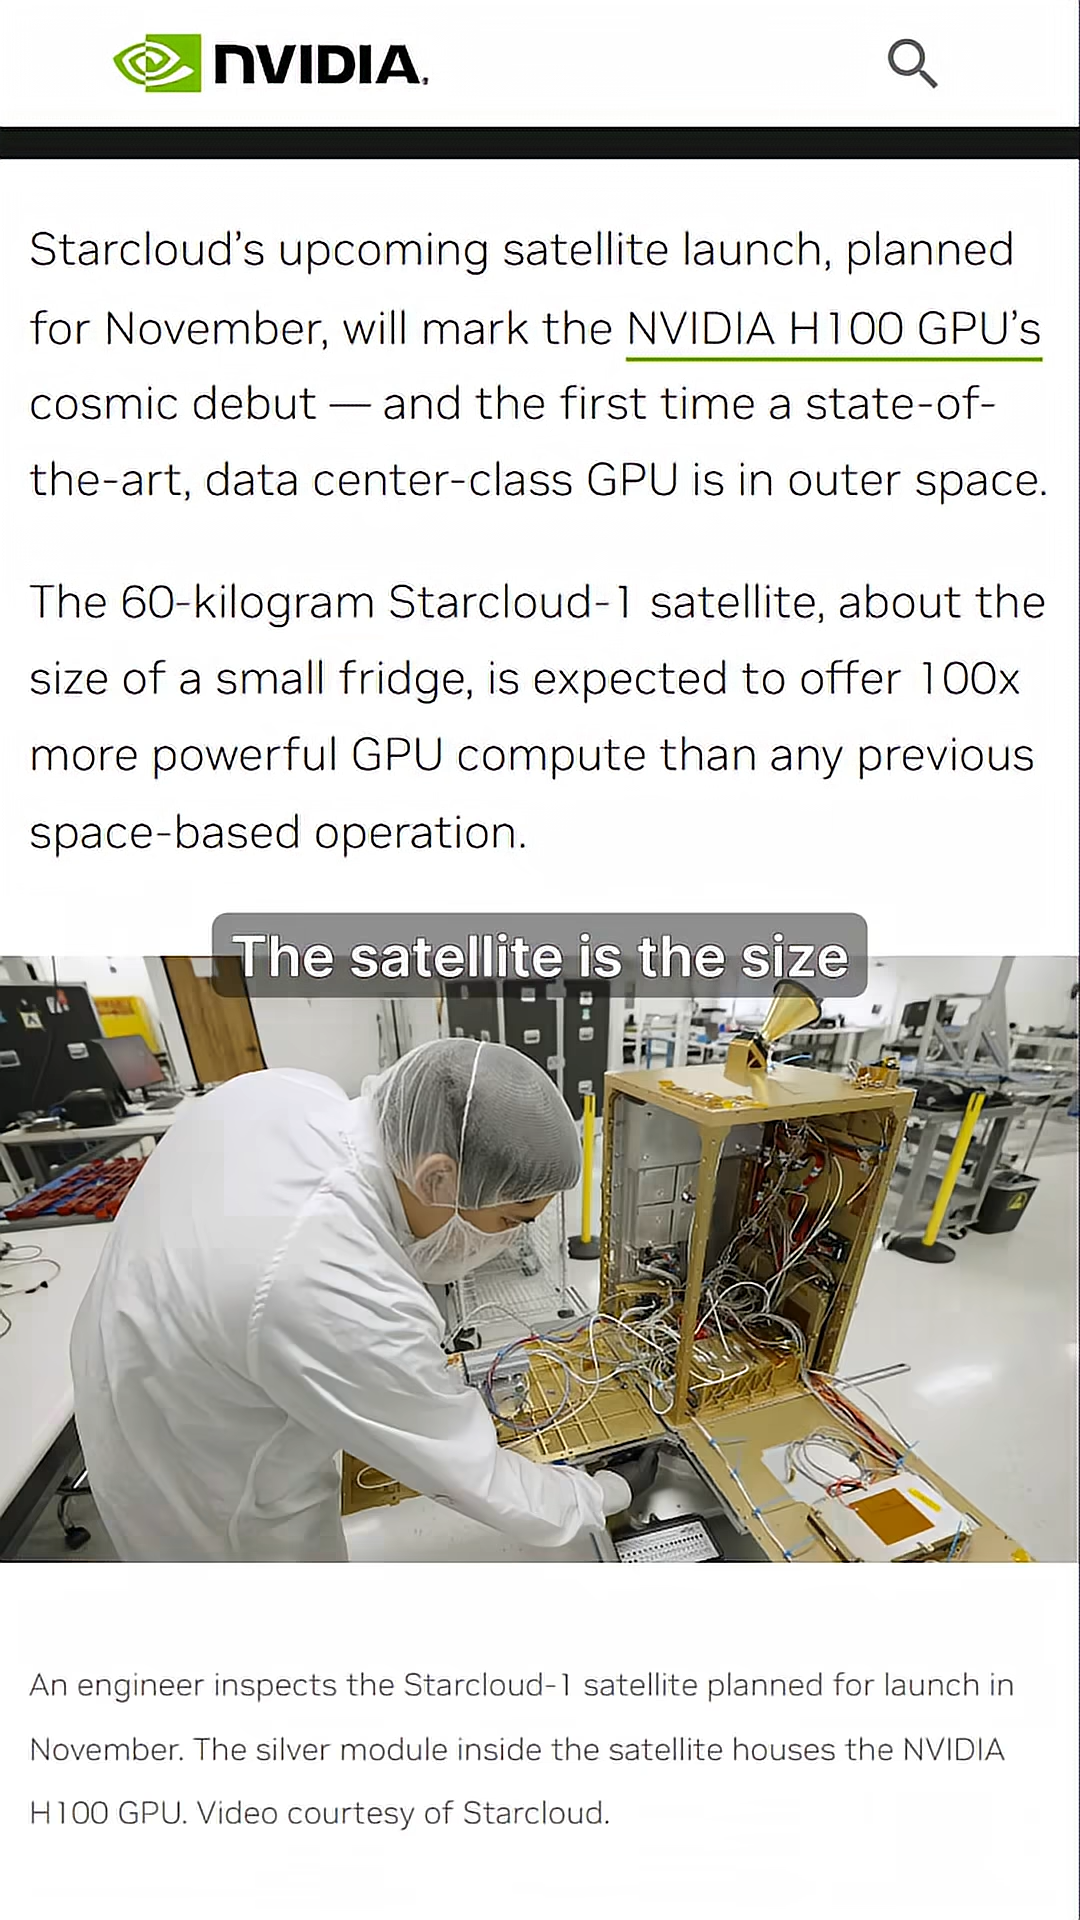 NVIDIA.
Starcloud’s upcoming satellite launch, planned
for November, will mark the NVIDIA H100 GPU’s
cosmic debut — and the first time a state-of-
the-art, data center-class GPU is in outer space.
The 60-kilogram Starcloud-1 satellite, about the
size of a small fridge, is expected to offer 100x
more powerful GPU compute than any previous
space-based operation.
The satellite is the size
An engineer inspects the Starcloud-1 satellite planned for launch in
November. The silver module inside the satellite houses the NVIDIA
H100 GPU. Video courtesy of Starcloud.